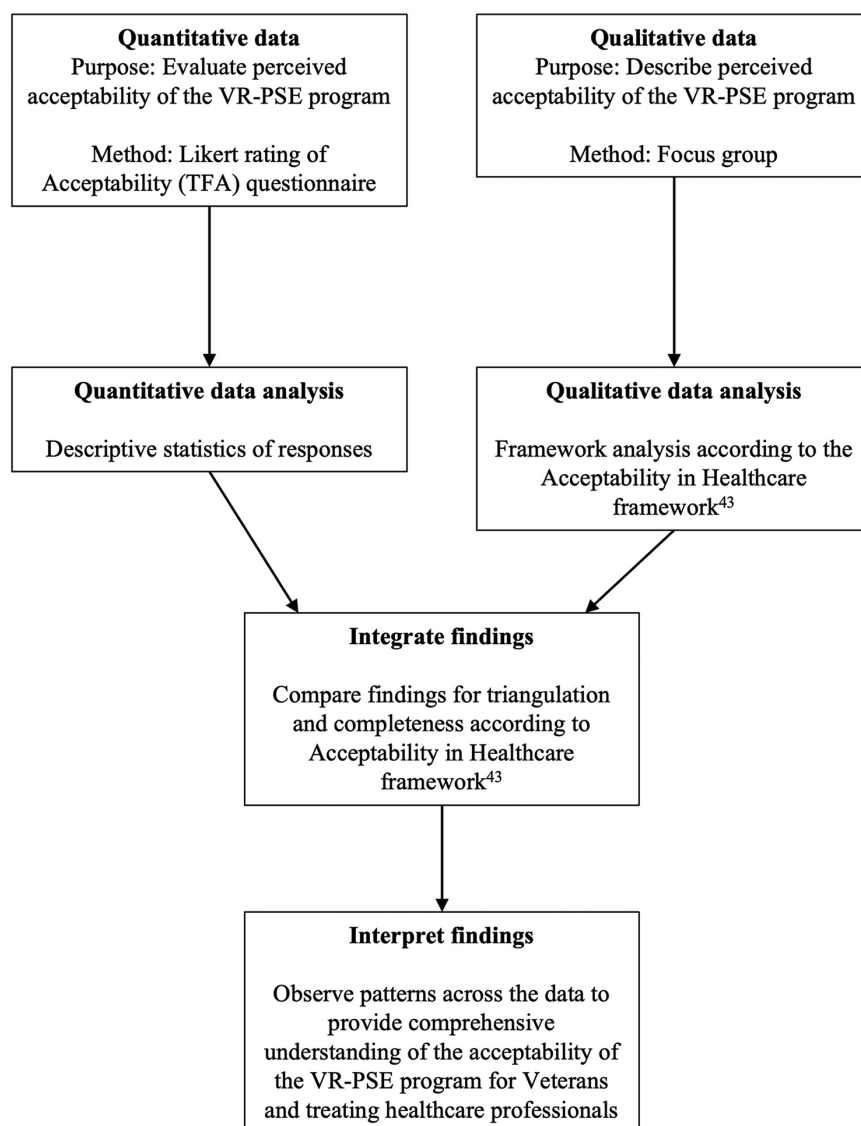 Quantitative data
Purpose: Evaluate perceived
acceptability of the VR-PSE program
Method: Likert rating of
Acceptability (TFA) questionnaire
Qualitative data
Purpose: Describe perceived
acceptability of the VR-PSE program
Method: Focus group
Quantitative data analysis
Descriptive statistics of responses
Qualitative data analysis
Framework analysis according to the
Acceptability in Healthcare
framework43
Integrate findings
Compare findings for triangulation
and completeness according to
Acceptability in Healthcare
framework43
Interpret findings
Observe patterns across the data to
provide comprehensive
understanding of the acceptability of
the VR-PSE program for Veterans
and treating healthcare professionals